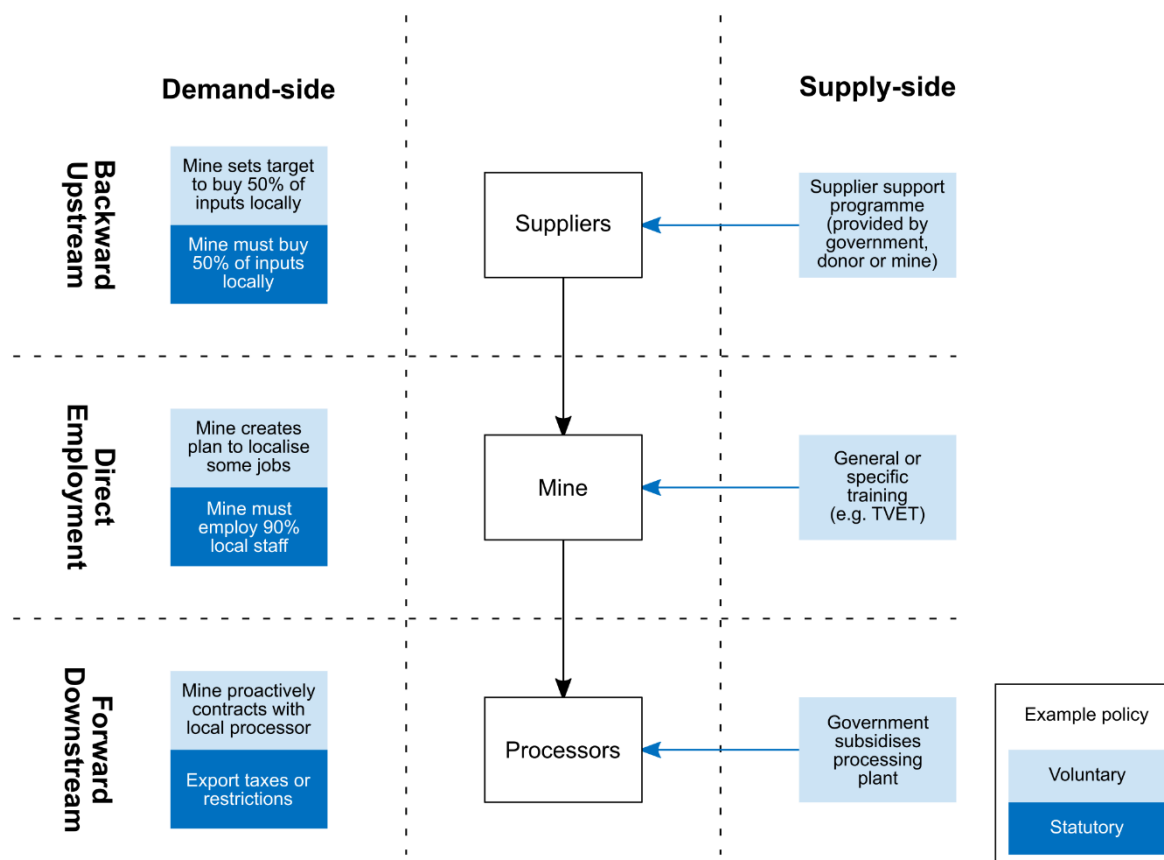 Demand-side
Supply-side
Backward
Upstream
Mine sets target
to buy 50% of
inputs locally
Mine must buy
50% of inputs
locally
Suppliers
Supplier support
programme
(provided by
government,
donor or mine)
Direct
Employment
Mine creates
plan to localise
some jobs
Mine must
employ 90%
local staff
Mine
General or
specific
training
(e.g. TVET)
Forward
Downstream
Mine proactively
contracts with
local processor
Export taxes or
restrictions
Processors
Government
subsidises
processing
plant
Example policy
Voluntary
Statutory